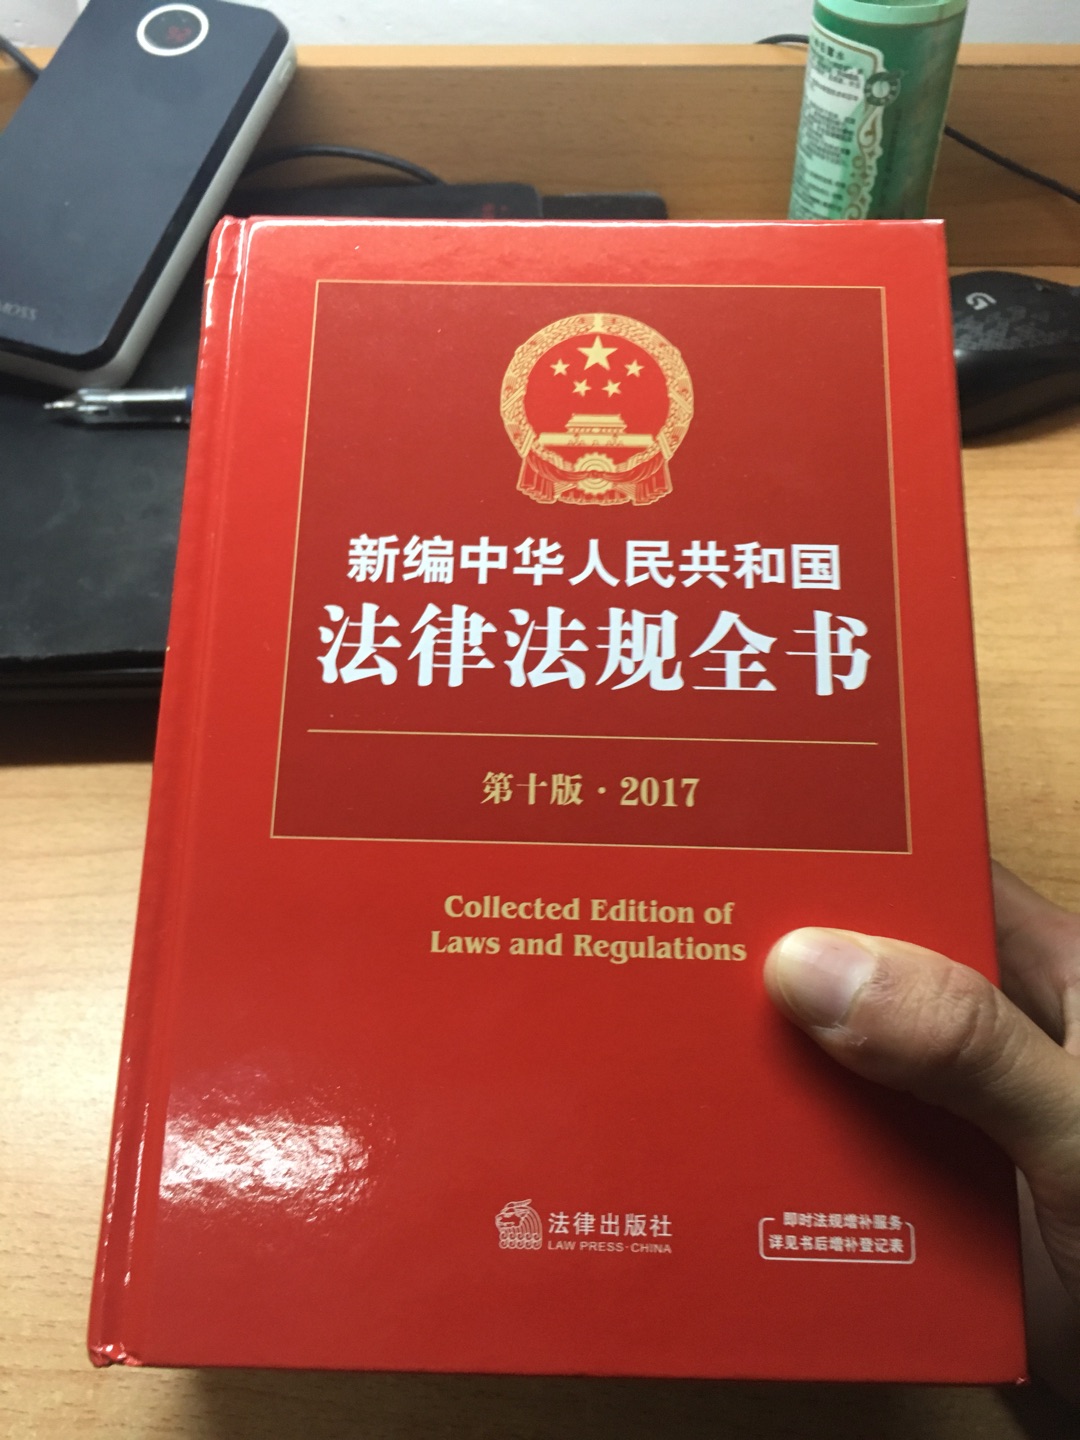 新编中华人民共和国
法律法规全书
第十版·2017
Collected Edition of
Laws and Regulations
法律出版社
LAW PRESS·CHINA
即时法规增补服务
详见书后增补登记表